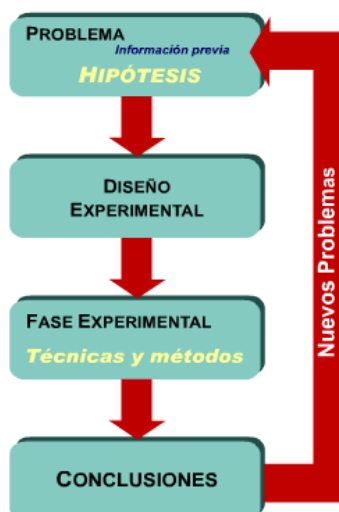 PROBLEMA
Información previa
HIPÓTESIS
DISEÑO
EXPERIMENTAL
FASE EXPERIMENTAL
Técnicas y métodos
CONCLUSIONES
Nuevos Problemas